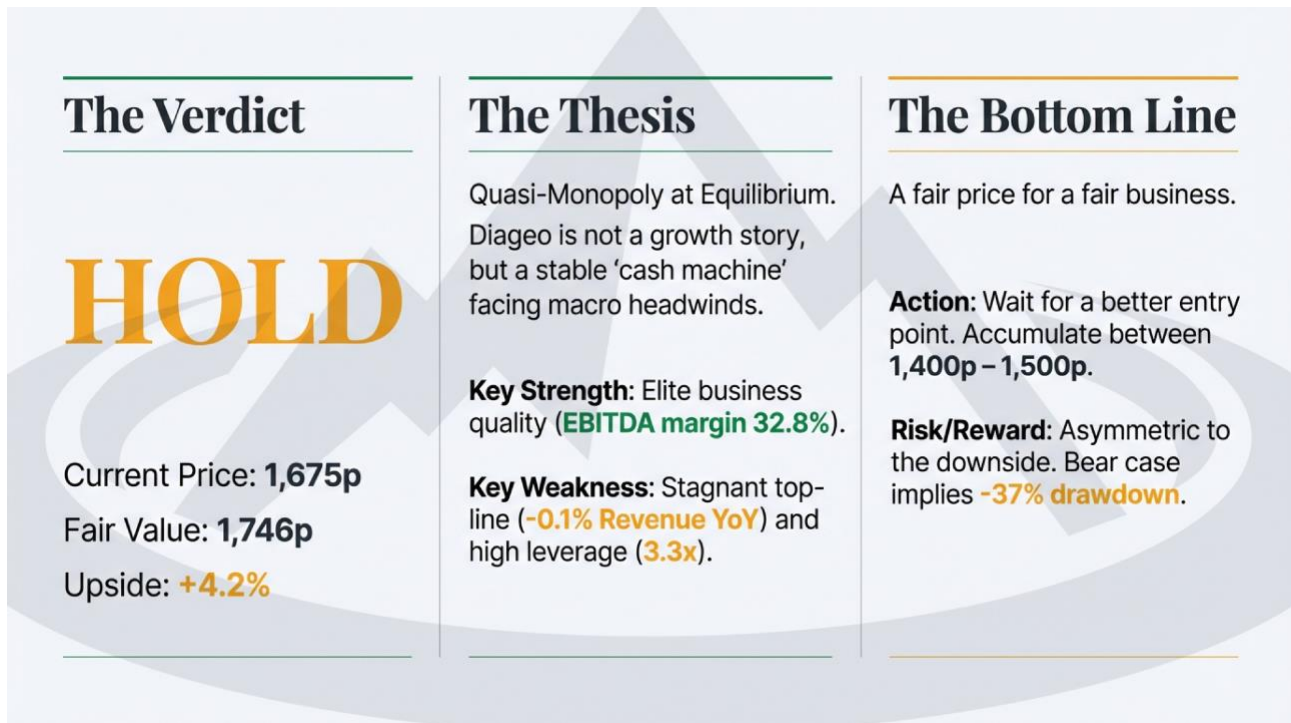 The Verdict
HOLD
Current Price: 1,675p
Fair Value: 1,746p
Upside: +4.2%
The Thesis
Quasi-Monopoly at Equilibrium.
Diageo is not a growth story,
but a stable ‘cash machine’
facing macro headwinds.
Key Strength: Elite business
quality (EBITDA margin 32.8%).
Key Weakness: Stagnant top-
line (-0.1% Revenue YoY) and
high leverage (3.3x).
The Bottom Line
A fair price for a fair business.
Action: Wait for a better entry
point. Accumulate between
1,400p – 1,500p.
Risk/Reward: Asymmetric to
the downside. Bear case
implies -37% drawdown.